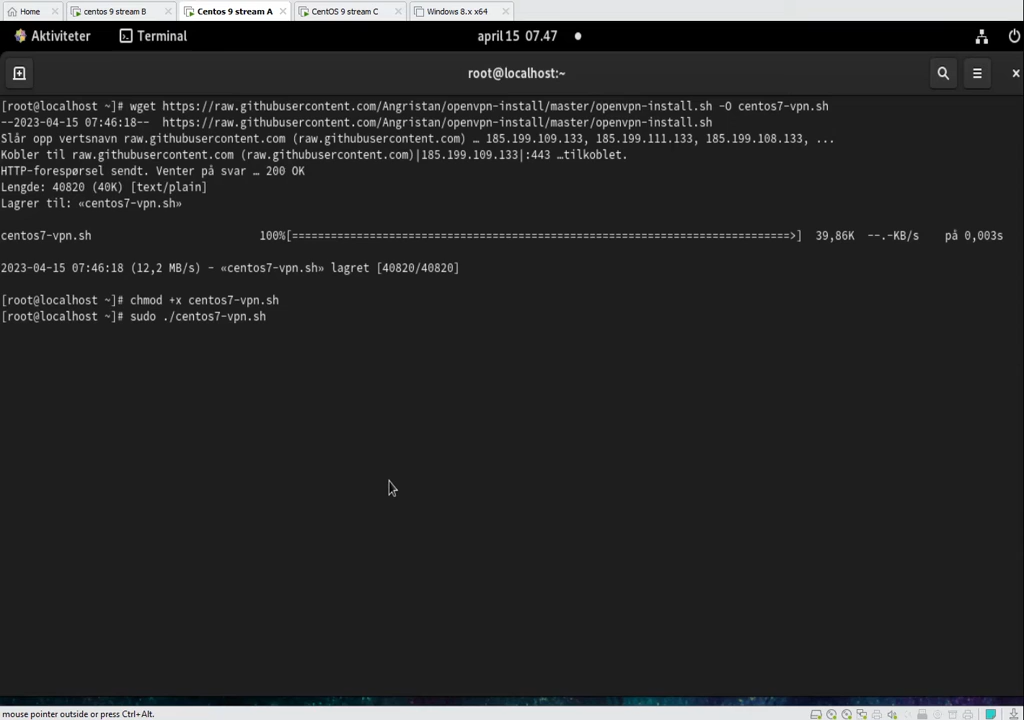 Home
centos 9 stream B
Centos 9 stream A
CentOS 9 stream C
Windows 8.x x64
Aktiviteter
Terminal
april 15 07.47
root@localhost:~
[root@localhost ~]# wget https://raw.githubusercontent.com/Angristan/openvpn-install/master/openvpn-install.sh -O centos7-vpn.sh
--2023-04-15 07:46:18--  https://raw.githubusercontent.com/Angristan/openvpn-install/master/openvpn-install.sh
Slår opp vertsnavn raw.githubusercontent.com (raw.githubusercontent.com) … 185.199.109.133, 185.199.111.133, 185.199.108.133, ...
Kobler til raw.githubusercontent.com (raw.githubusercontent.com)|185.199.109.133|:443 …tilkoblet.
HTTP-forespørsel sendt. Venter på svar … 200 OK
Lengde: 40820 (40K) [text/plain]
Lagrer til: «centos7-vpn.sh»
centos7-vpn.sh 100%[==============================================================================>] 39,86K --.-KB/s på 0,003s
2023-04-15 07:46:18 (12,2 MB/s) – «centos7-vpn.sh» lagret [40820/40820]
[root@localhost ~]# chmod +x centos7-vpn.sh
[root@localhost ~]# sudo ./centos7-vpn.sh
mouse pointer outside or press Ctrl+Alt.